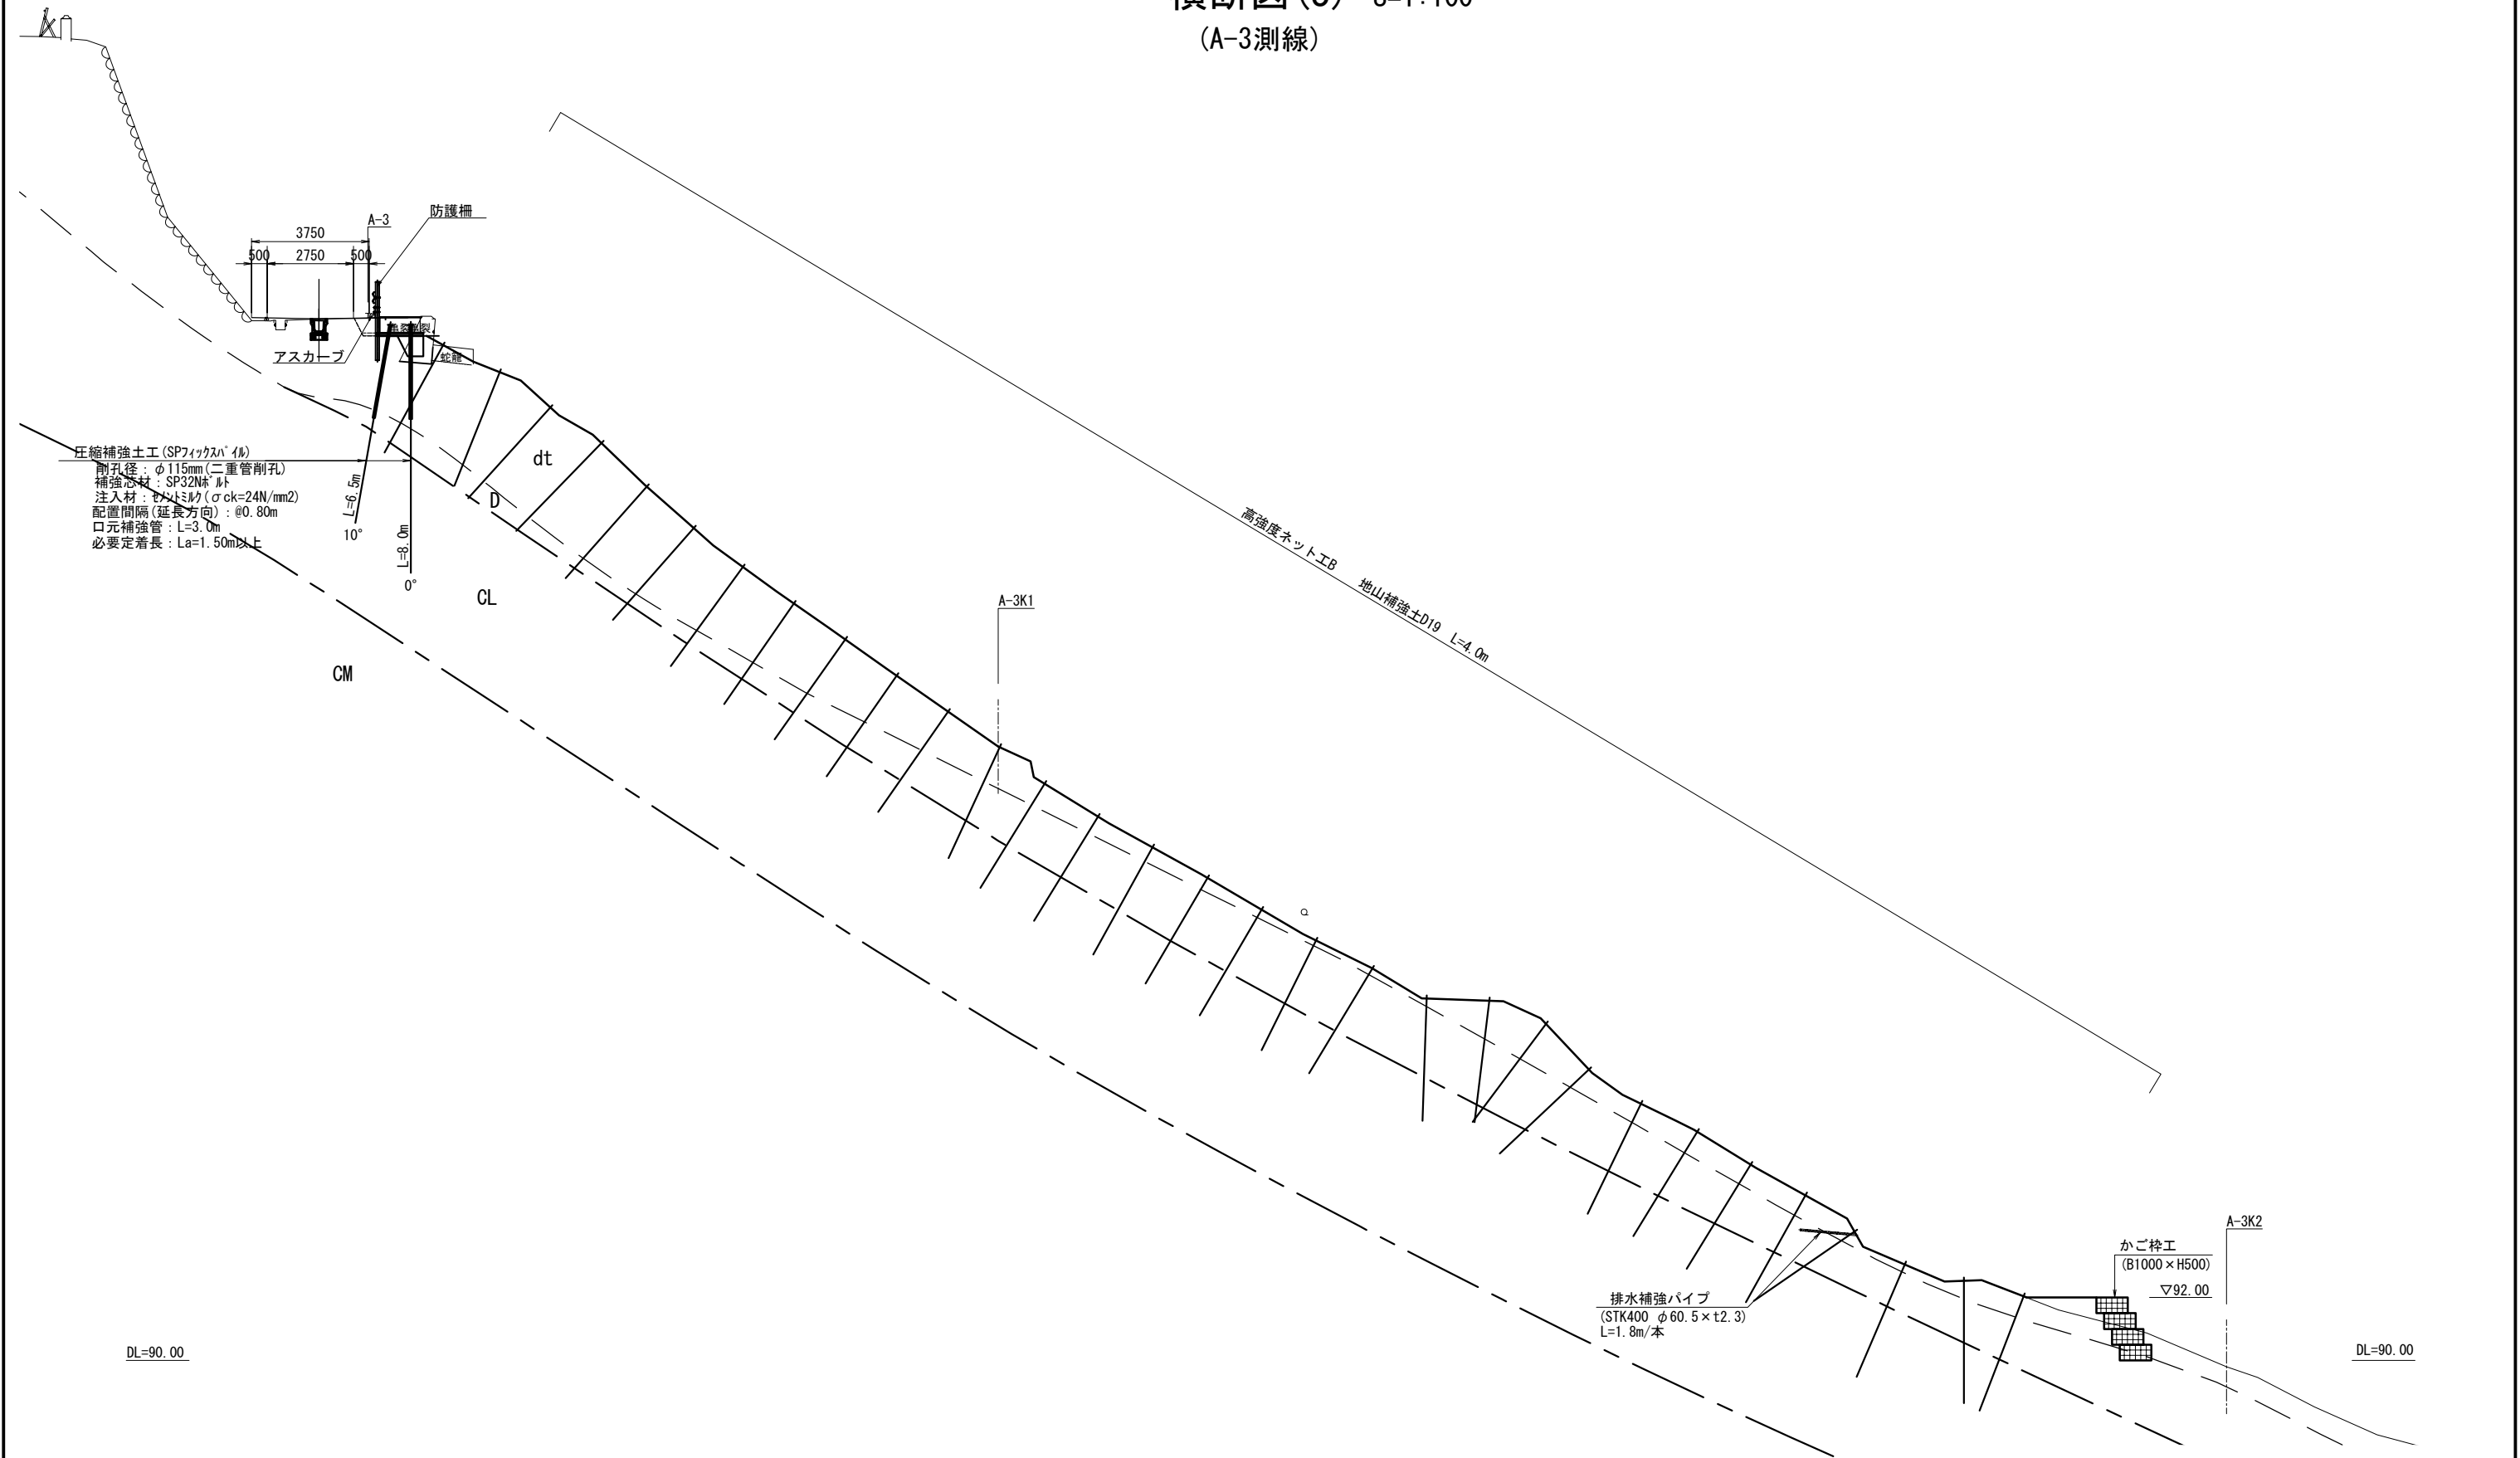 (A-3測線)
防護柵
A-3
3750
500 2750 500
アスカーブ
蛇籠
圧縮補強土工(SPフィックスパイル)
削孔径：φ115mm(二重管削孔)
補強芯材：SP32Nボルト
注入材：セメントミルク(σck=24N/mm2)
配置間隔(延長方向)：@0.80m
口元補強管：L=3.0m
必要定着長：La=1.50m以上
L=6.5m
10°
L=8.0m
0°
dt
D
CL
CM
高強度ネット工B 地山補強土D19 L=4.0m
A-3K1
A-3K2
かご枠工
(B1000×H500)
▽92.00
排水補強パイプ
(STK400 φ60.5×t2.3)
L=1.8m/本
DL=90.00
DL=90.00